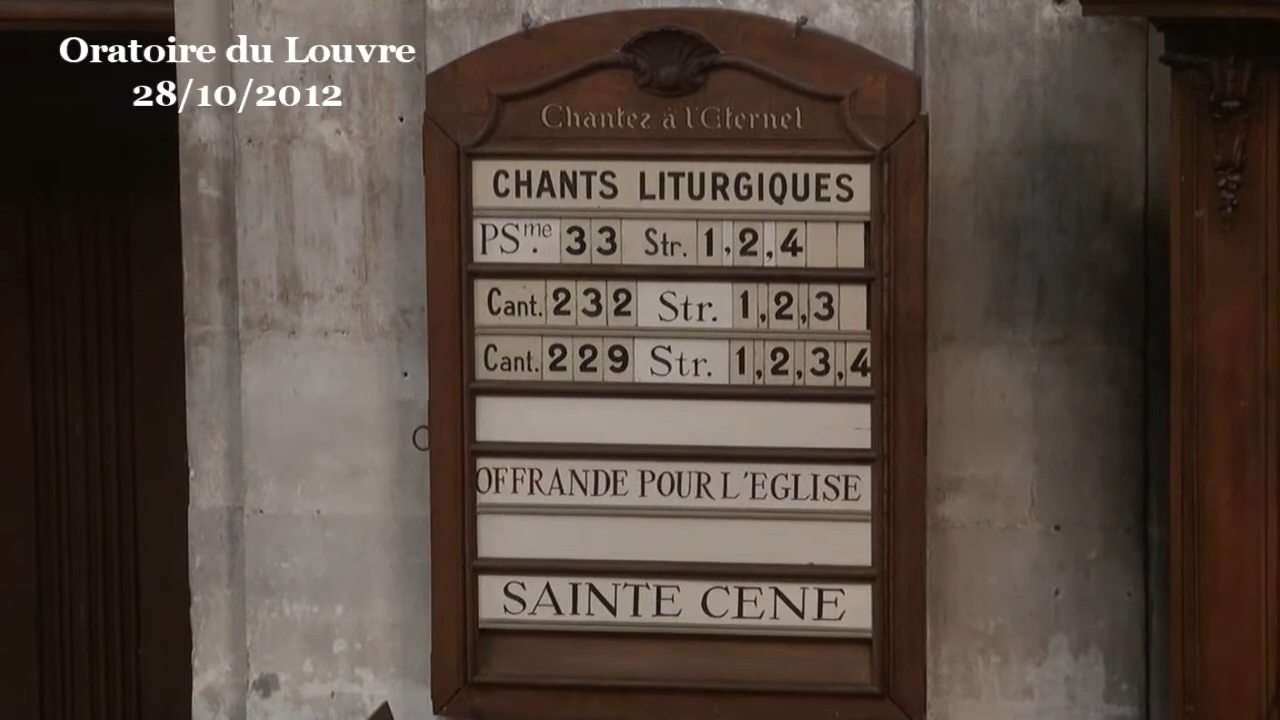 Oratoire du Louvre
28/10/2012
Chantez à l'Eternel
CHANTS LITURGIQUES
PSme. 33 Str. 1,2,4
Cant. 232 Str. 1,2,3
Cant. 229 Str. 1,2,3,4
OFFRANDE POUR L'EGLISE
SAINTE CENE